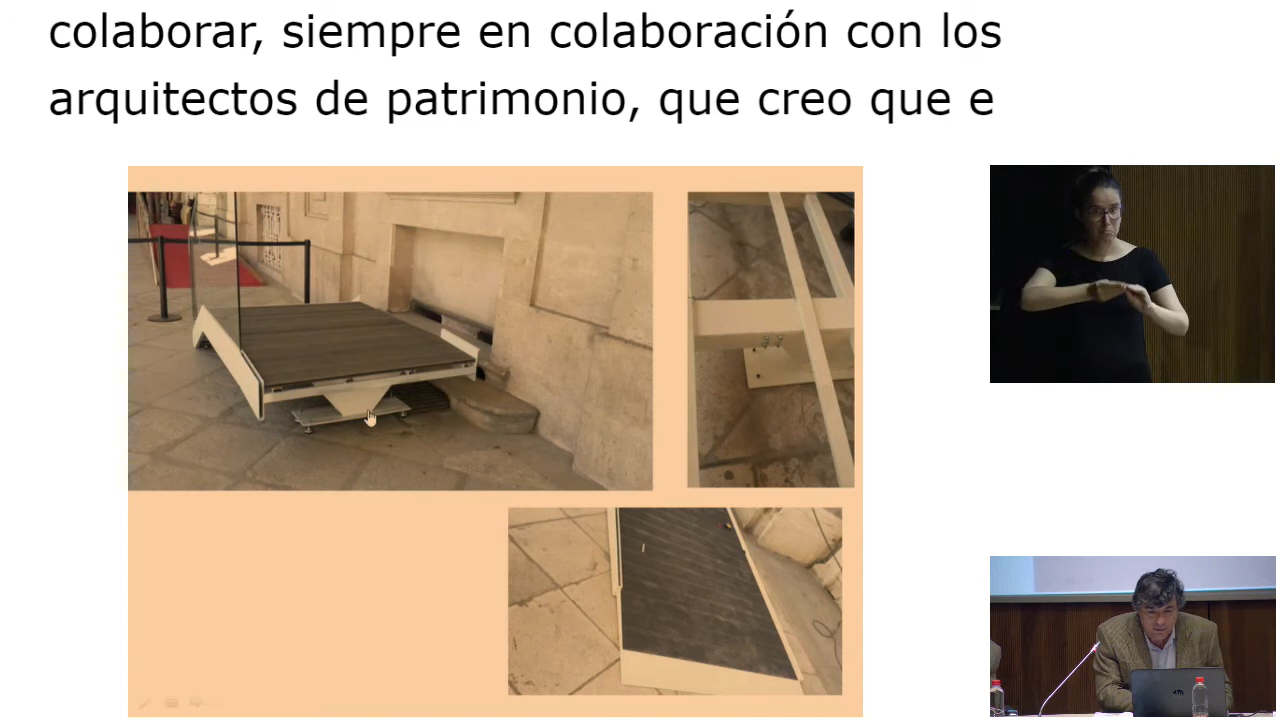 colaborar, siempre en colaboración con los
arquitectos de patrimonio, que creo que e